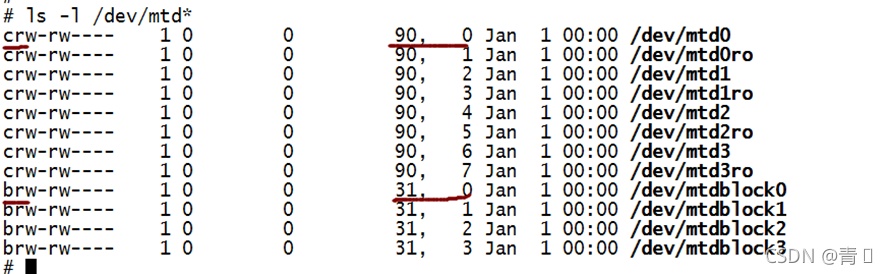 #
# ls -l /dev/mtd*
crw-rw---- 1 0 0 90, 0 Jan 1 00:00 /dev/mtd0
crw-rw---- 1 0 0 90, 1 Jan 1 00:00 /dev/mtd0ro
crw-rw---- 1 0 0 90, 2 Jan 1 00:00 /dev/mtd1
crw-rw---- 1 0 0 90, 3 Jan 1 00:00 /dev/mtd1ro
crw-rw---- 1 0 0 90, 4 Jan 1 00:00 /dev/mtd2
crw-rw---- 1 0 0 90, 5 Jan 1 00:00 /dev/mtd2ro
crw-rw---- 1 0 0 90, 6 Jan 1 00:00 /dev/mtd3
crw-rw---- 1 0 0 90, 7 Jan 1 00:00 /dev/mtd3ro
brw-rw---- 1 0 0 31, 0 Jan 1 00:00 /dev/mtdblock0
brw-rw---- 1 0 0 31, 1 Jan 1 00:00 /dev/mtdblock1
brw-rw---- 1 0 0 31, 2 Jan 1 00:00 /dev/mtdblock2
brw-rw---- 1 0 0 31, 3 Jan 1 00:00 /dev/mtdblock3
#
CSDN @青